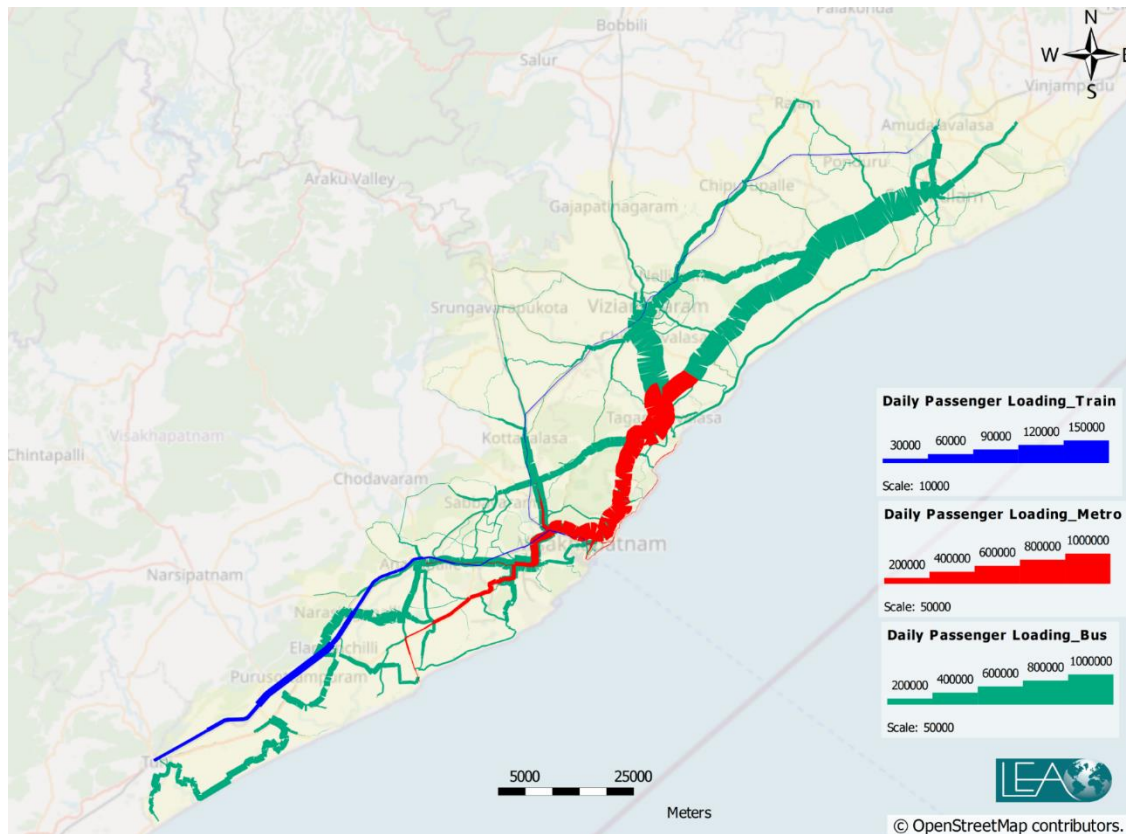 Palakonda
Bobbili
N
Salur
W
E
S
Vinjampadu
Rajam
Amudalavalasa
Araku Valley
Ponduru
Chipurupalle
Gajapatinagaram
Srungavarapukota
Daily Passenger Loading_Train
30000 60000 90000 120000 150000
Scale: 10000
Visakhapatnam
Chintapalli
Kottavalasa
Chodavaram
Daily Passenger Loading_Metro
200000 400000 600000 800000 1000000
Scale: 50000
Narsipatnam
Daily Passenger Loading_Bus
200000 400000 600000 800000 1000000
Scale: 50000
5000 25000
Meters
LEA
© OpenStreetMap contributors.